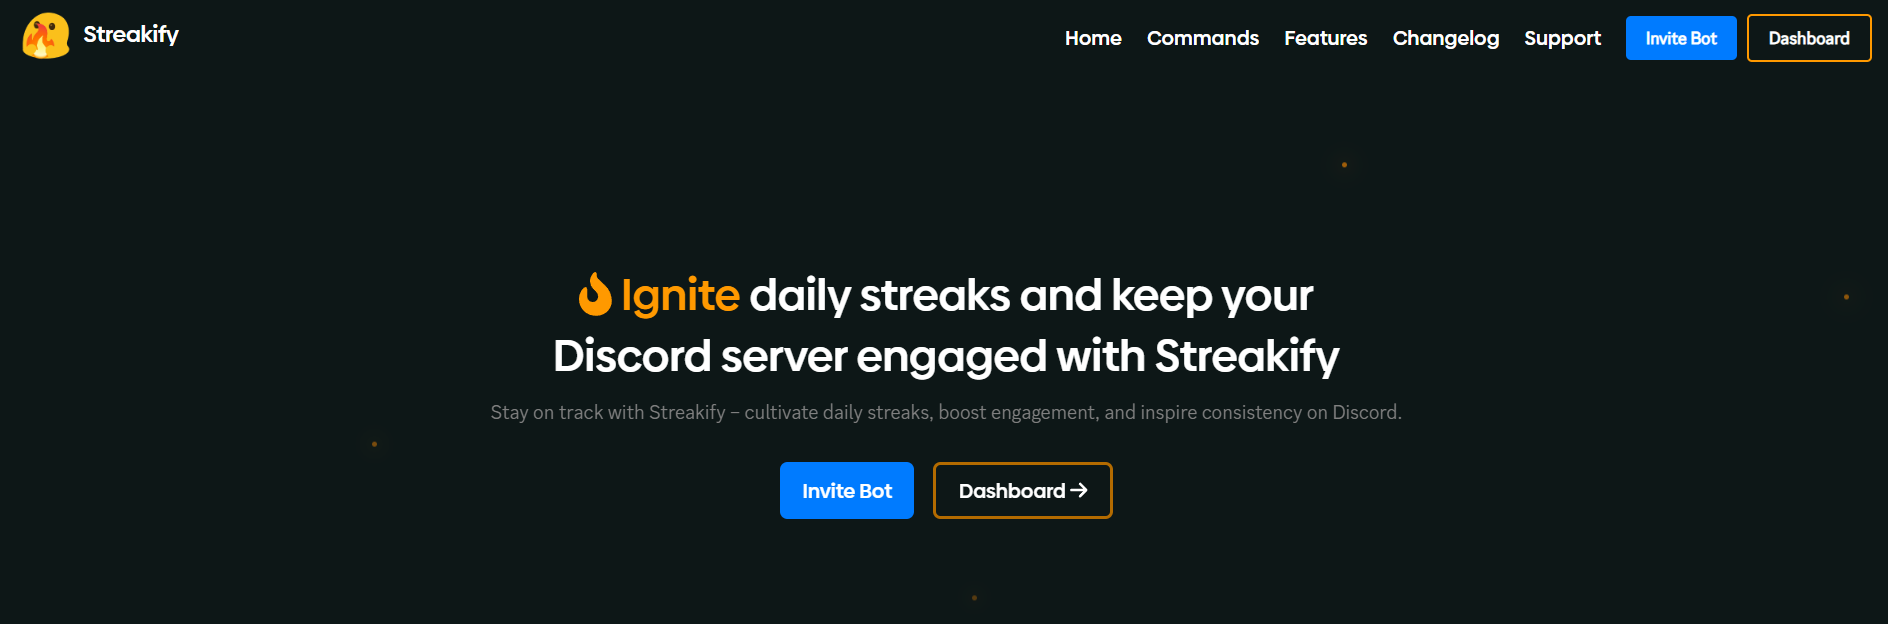 Streakify
Home Commands Features Changelog Support Invite Bot Dashboard
Ignite daily streaks and keep your
Discord server engaged with Streakify
Stay on track with Streakify – cultivate daily streaks, boost engagement, and inspire consistency on Discord.
Invite Bot Dashboard →